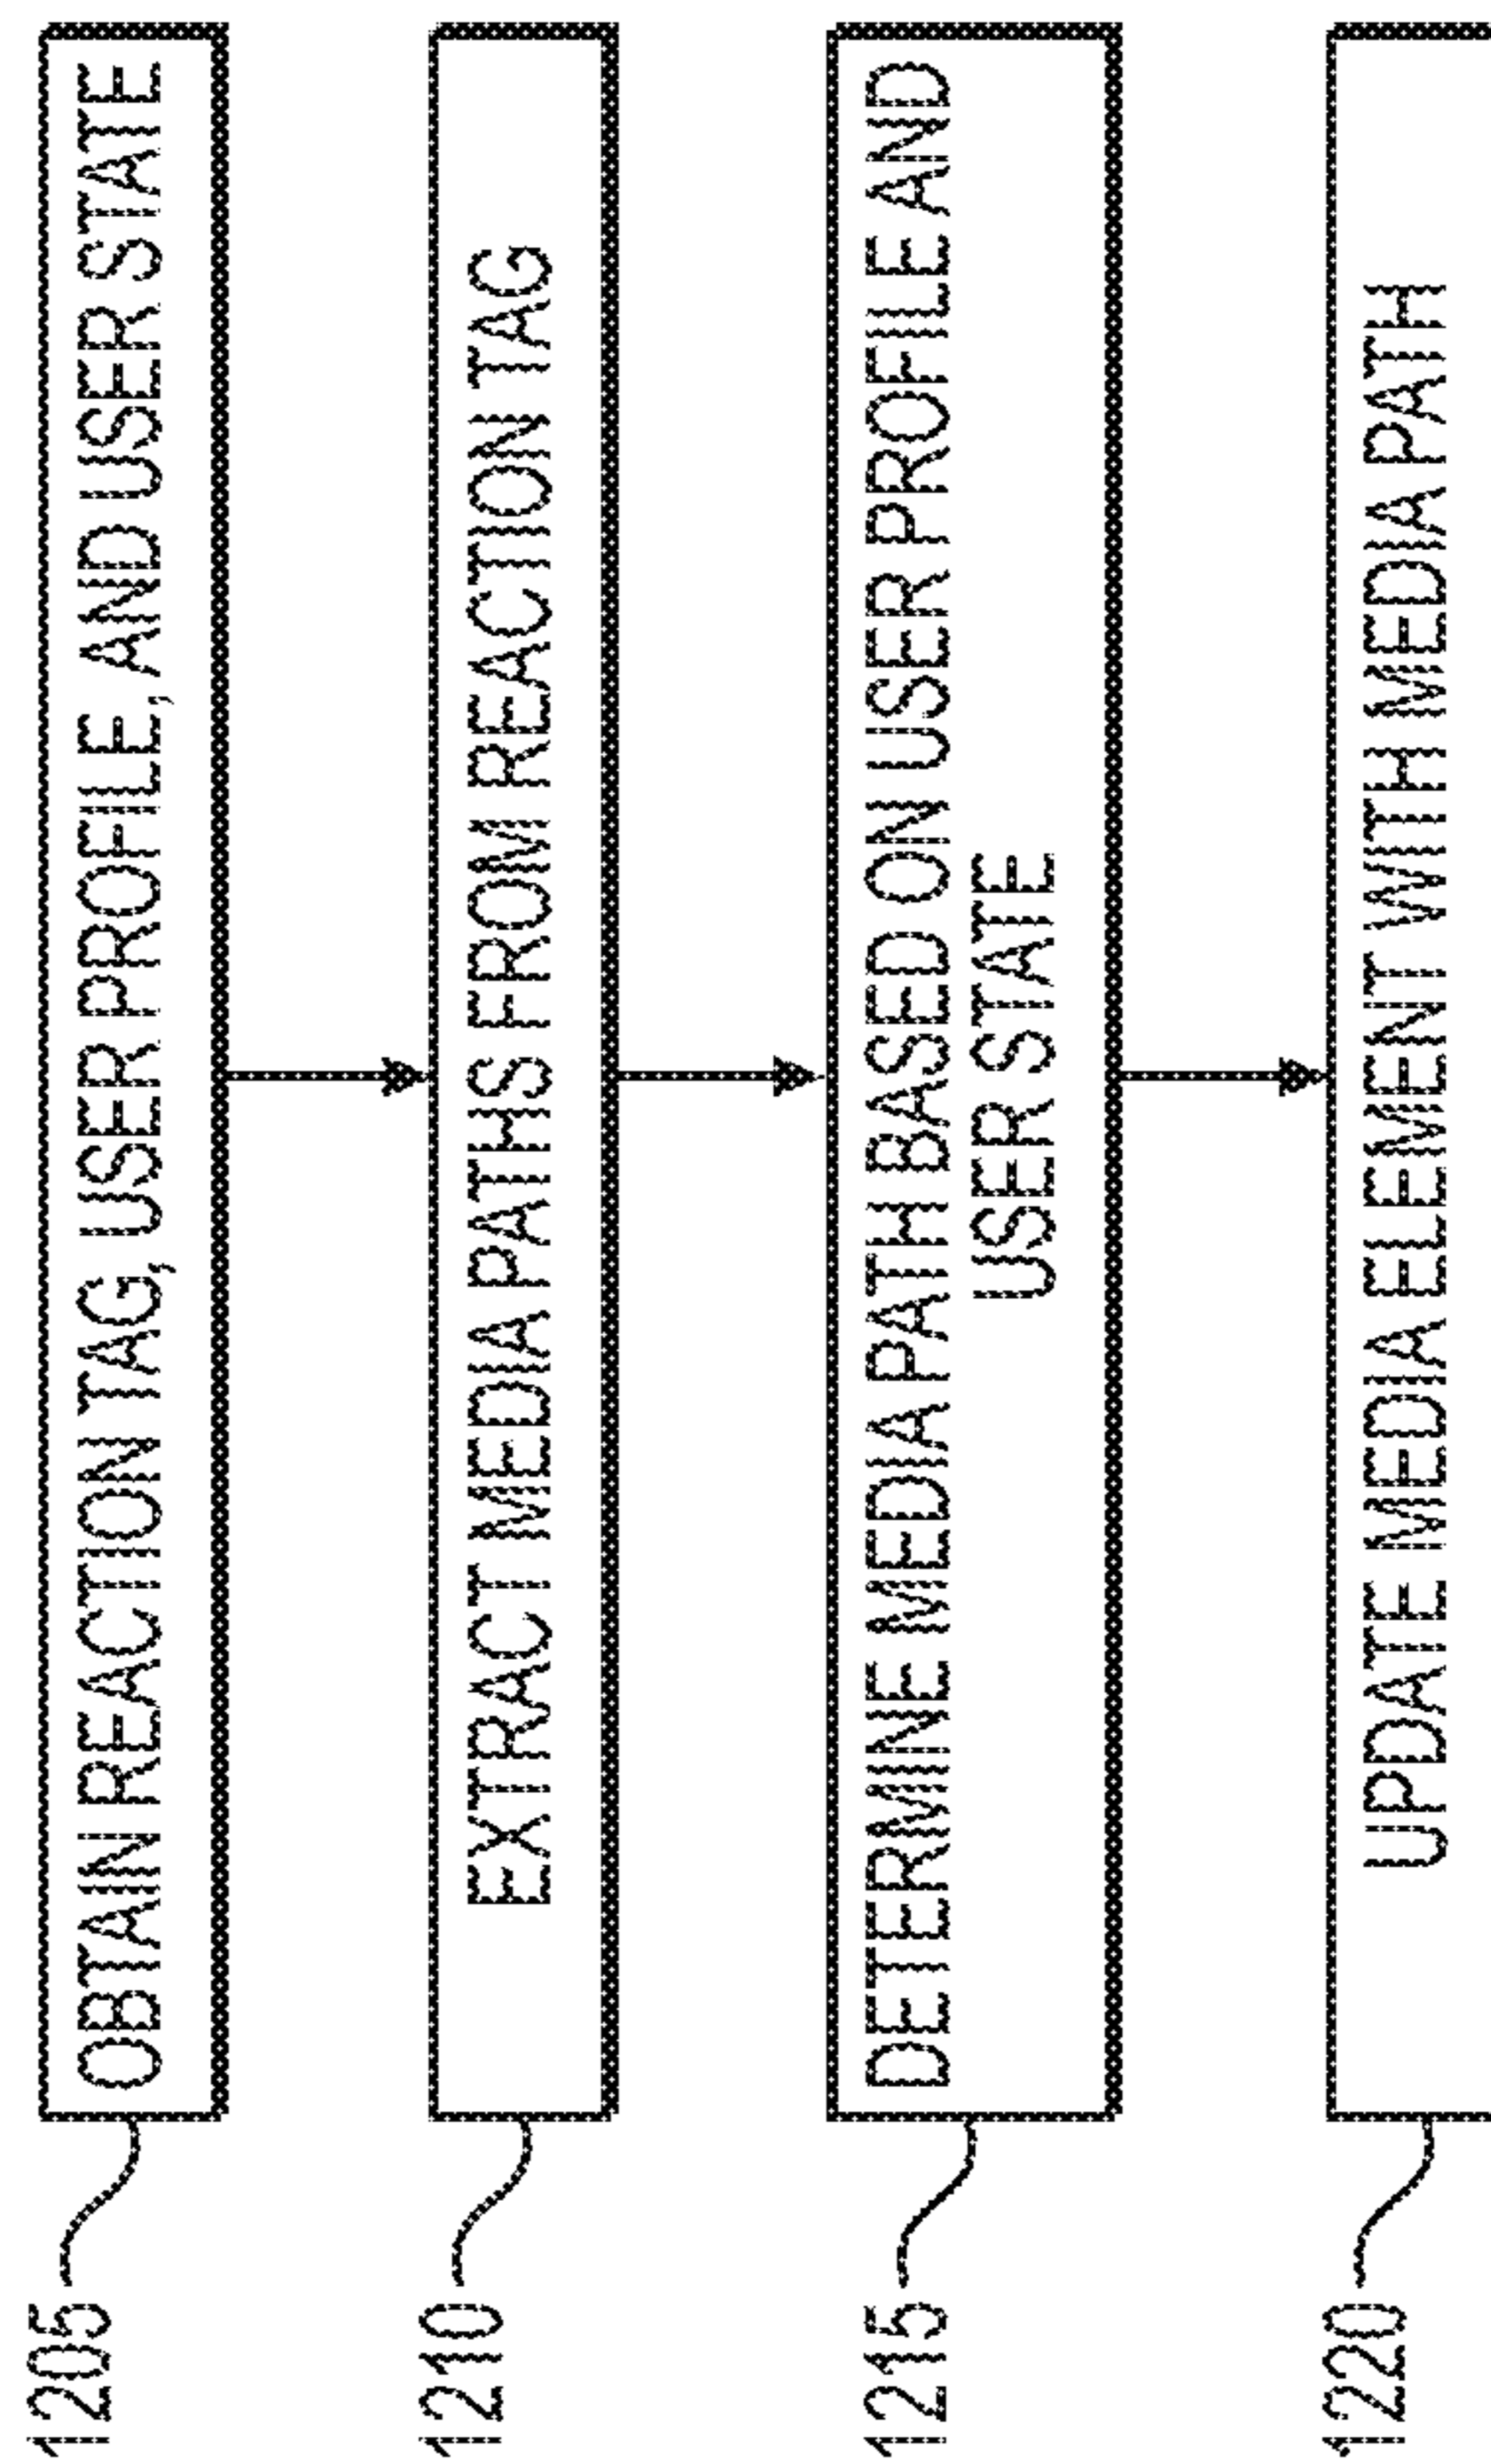 1205
OBTAIN REACTION TAG, USER PROFILE, AND USER STATE
1210
EXTRACT MEDIA PATHS FROM REACTION TAG
1215
DETERMINE MEDIA PATH BASED ON USER PROFILE AND
USER STATE
1220
UPDATE MEDIA ELEMENT WITH MEDIA PATH